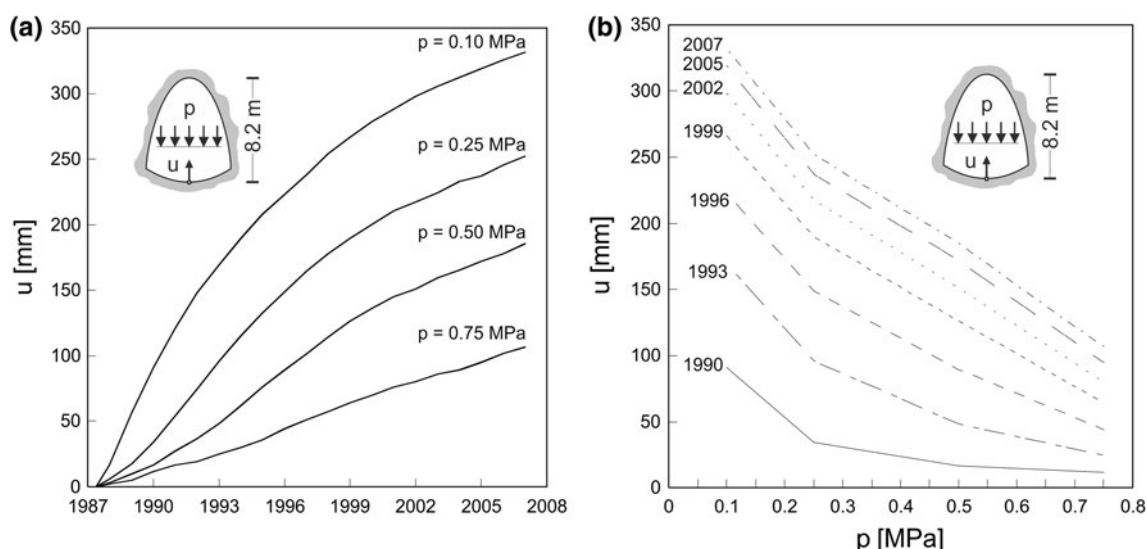 (a)
350
300
250
200
150
100
50
0
u [mm]
1987
1990
1993
1996
1999
2002
2005
2008
p = 0.10 MPa
p = 0.25 MPa
p = 0.50 MPa
p = 0.75 MPa
p
u
8.2 m
(b)
350
300
250
200
150
100
50
0
u [mm]
2007
2005
2002
1999
1996
1993
1990
p
u
8.2 m
0
0.1
0.2
0.3
0.4
0.5
0.6
0.7
0.8
p [MPa]